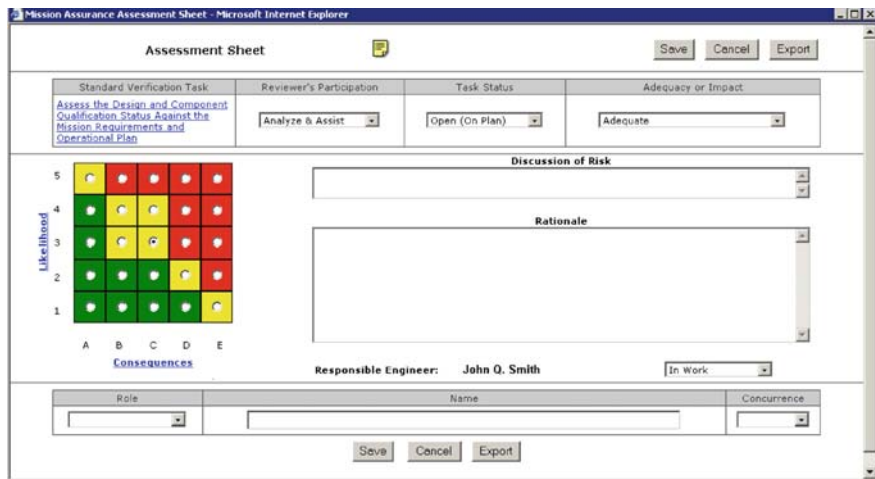 Mission Assurance Assessment Sheet - Microsoft Internet Explorer
Assessment Sheet
Save Cancel Export
Standard Verification Task Reviewer's Participation Task Status Adequacy or Impact
Assess the Design and Component
Qualification Status Against the
Mission Requirements and
Operational Plan
Analyze & Assist Open (On Plan) Adequate
Discussion of Risk
Rationale
Likelihood
5
4
3
2
1
A B C D E
Consequences
Responsible Engineer: John Q. Smith In Work
Role Name Concurrence
Save Cancel Export